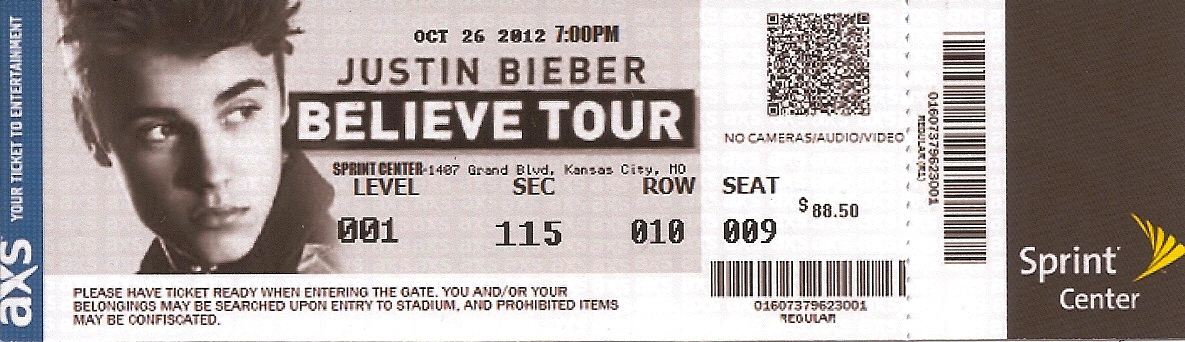 aXS YOUR TICKET TO ENTERTAINMENT
OCT 26 2012 7:00PM
JUSTIN BIEBER
BELIEVE TOUR
SPRINT CENTER-1407 Grand Blvd, Kansas City, MO
LEVEL SEC ROW SEAT
001 115 010 009
$88.50
NO CAMERAS/AUDIO/VIDEO
PLEASE HAVE TICKET READY WHEN ENTERING THE GATE. YOU AND/OR YOUR
BELONGINGS MAY BE SEARCHED UPON ENTRY TO STADIUM, AND PROHIBITED ITEMS
MAY BE CONFISCATED.
01607379623001
REGULAR
01607379623001
Sprint
Center